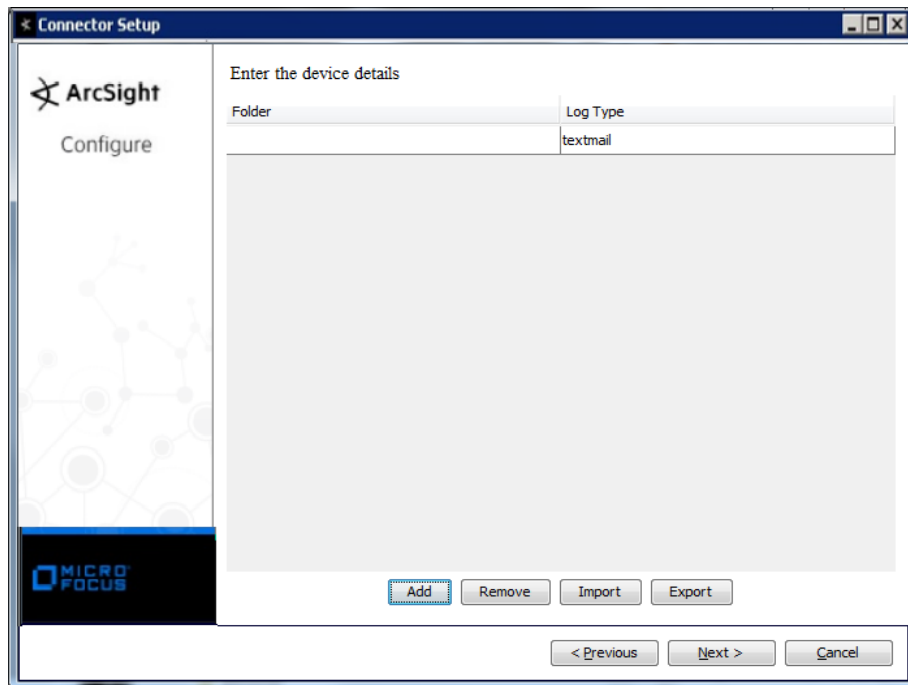 Connector Setup
ArcSight
Configure
Enter the device details
Folder Log Type
textmail
MICRO
FOCUS
Add Remove Import Export
< Previous Next > Cancel